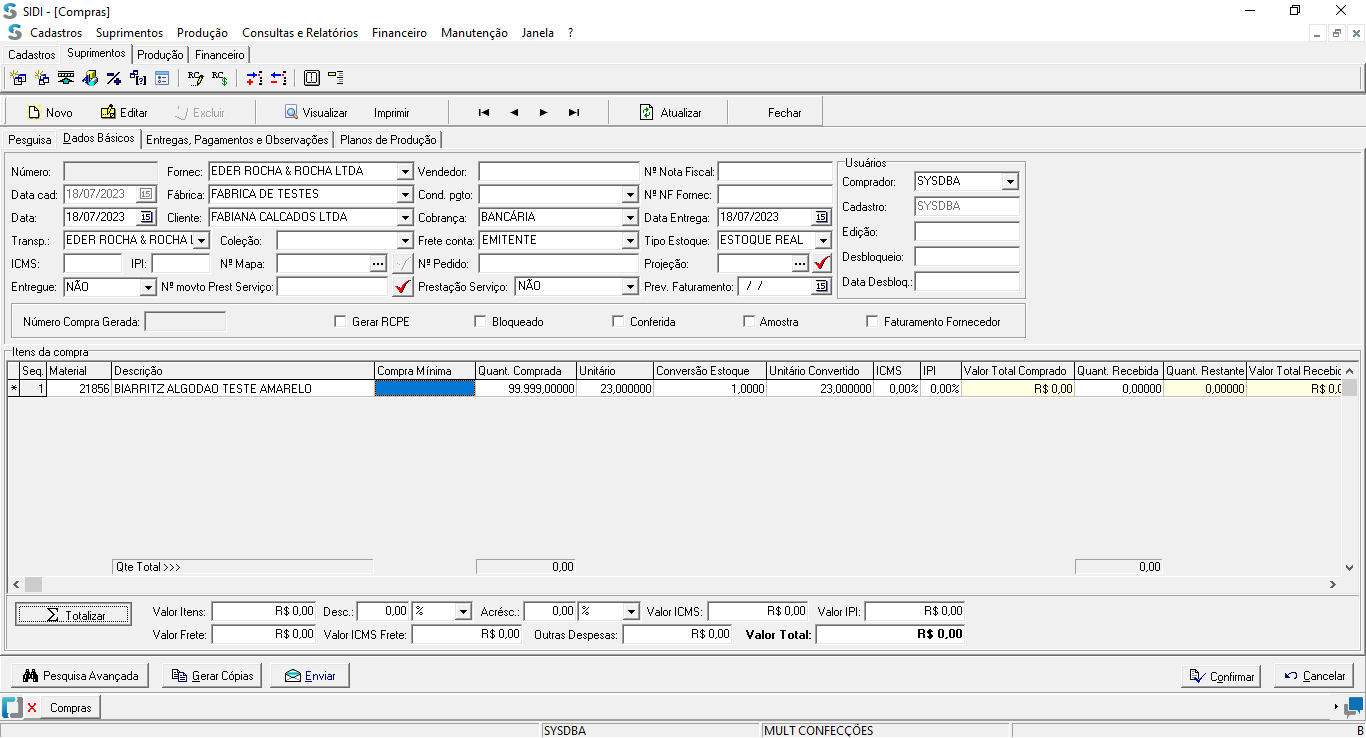 SIDI - [Compras]
Cadastros Suprimentos Produção Consultas e Relatórios Financeiro Manutenção Janela ?
Cadastros Suprimentos Produção Financeiro
Novo Editar Excluir Visualizar Imprimir Atualizar Fechar
Pesquisa Dados Básicos Entregas, Pagamentos e Observações Planos de Produção
Número: Fornec: EDER ROCHA & ROCHA LTDA Vendedor: Nº Nota Fiscal: Usuários
Comprador: SYSDBA
Data cad: 18/07/2023 15 Fábrica: FABRICA DE TESTES Cond. pgto: Nº NF Fornec:
Cadastro: SYSDBA
Data: 18/07/2023 15 Cliente: FABIANA CALCADOS LTDA Cobrança: BANCÁRIA Data Entrega: 18/07/2023 15
Edição:
Transp.: EDER ROCHA & ROCHA L Coleção: Frete conta: EMITENTE Tipo Estoque: ESTOQUE REAL
Desbloqueio:
ICMS: IPI: Nº Mapa: ... Nº Pedido: Projeção: ...
Data Desbloq.:
Entregue: NÃO Nº movto Prest Serviço: Prestação Serviço: NÃO Prev. Faturamento: / / 15
Número Compra Gerada: Gerar RCPE Bloqueado Conferida Amostra Faturamento Fornecedor
Itens da compra
Seq. Material Descrição Compra Mínima Quant. Comprada Unitário Conversão Estoque Unitário Convertido ICMS IPI Valor Total Comprado Quant. Recebida Quant. Restante Valor Total Recebic
* 1 21856 BIARRITZ ALGODAO TESTE AMARELO 99.999,00000 23,000000 1,0000 23,000000 0,00% 0,00% R$ 0,00 0,00000 0,00000 R$ 0,0
Qte Total >>> 0,00 0,00
Σ Totalizar Valor Itens: R$ 0,00 Desc.: 0,00 % Acrésc.: 0,00 % Valor ICMS: R$ 0,00 Valor IPI: R$ 0,00
Valor Frete: R$ 0,00 Valor ICMS Frete: R$ 0,00 Outras Despesas: R$ 0,00 Valor Total: R$ 0,00
Pesquisa Avançada Gerar Cópias Enviar Confirmar Cancelar
Compras
SYSDBA MULT CONFECÇÕES B